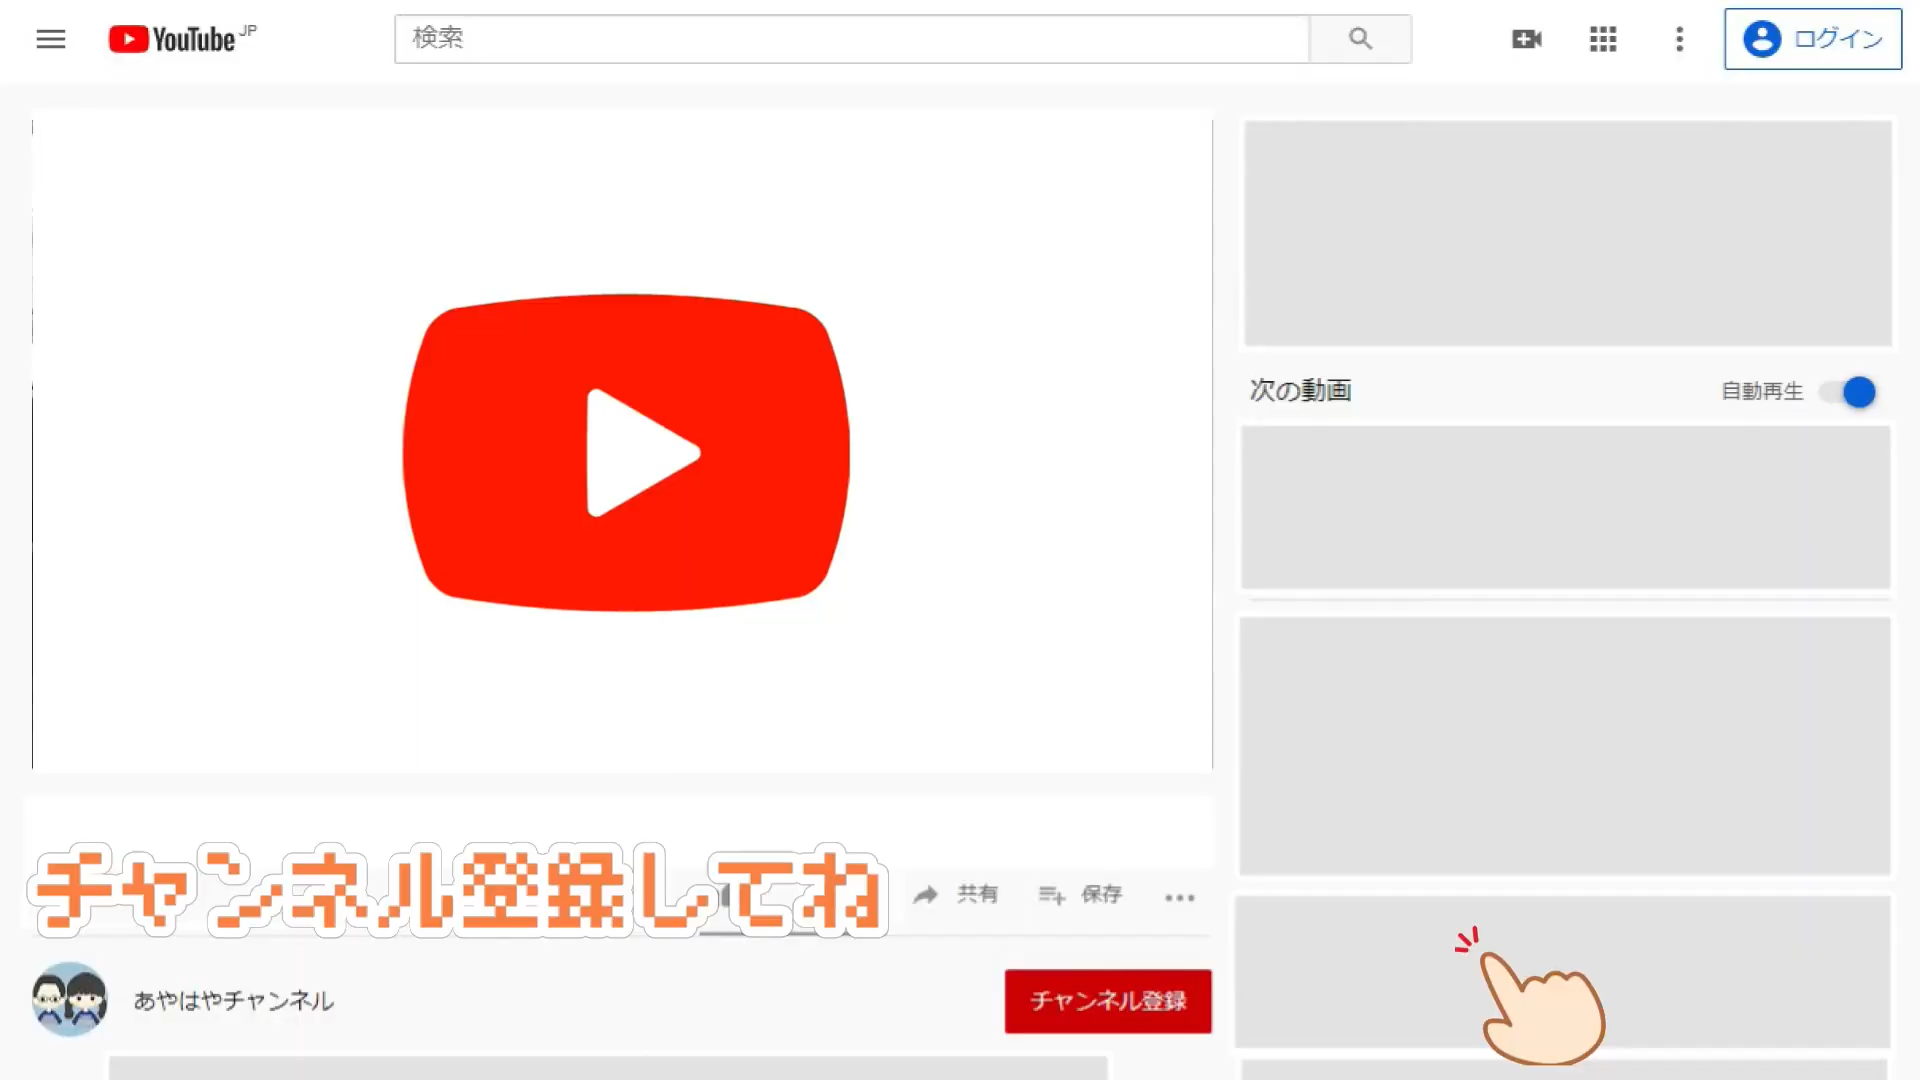 YouTube JP
検索
ログイン
次の動画
自動再生
チャンネル登録してね
共有
保存
あやはやチャンネル
チャンネル登録